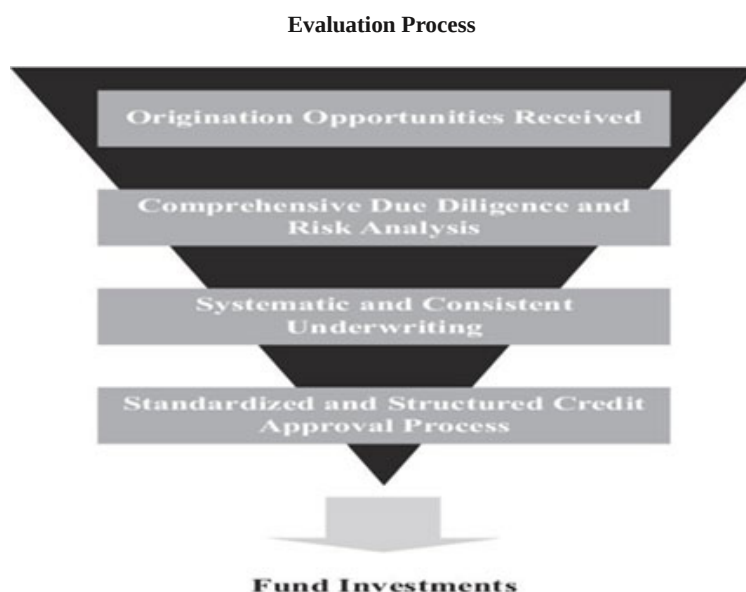 Evaluation Process
Origination Opportunities Received
Comprehensive Due Diligence and
Risk Analysis
Systematic and Consistent
Underwriting
Standardized and Structured Credit
Approval Process
Fund Investments